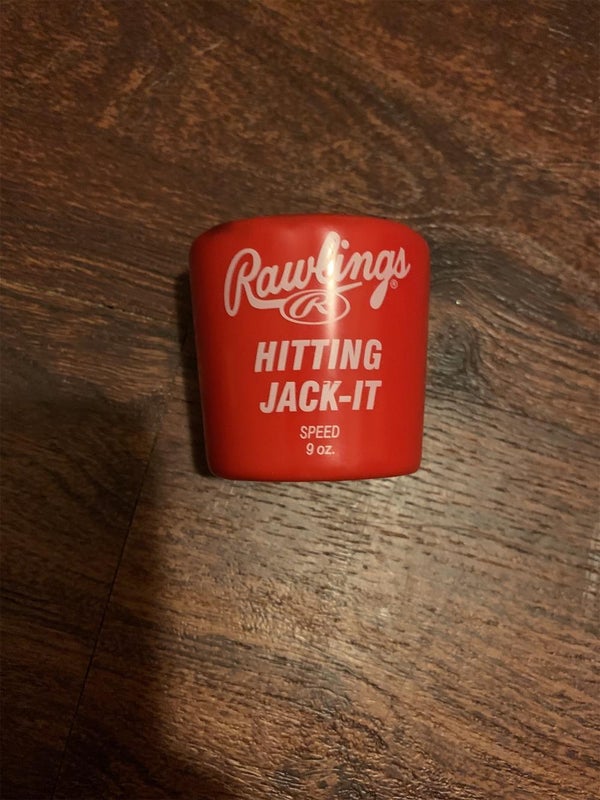 Rawlings®
R
HITTING
JACK-IT
SPEED
9 oz.